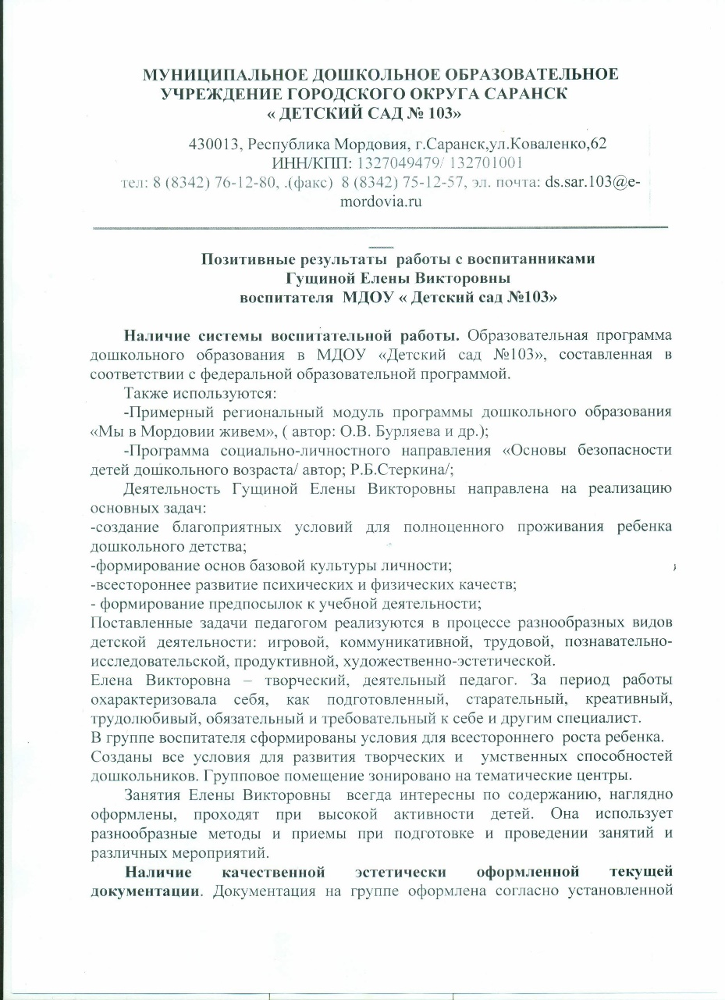 МУНИЦИПАЛЬНОЕ ДОШКОЛЬНОЕ ОБРАЗОВАТЕЛЬНОЕ
УЧРЕЖДЕНИЕ ГОРОДСКОГО ОКРУГА САРАНСК
« ДЕТСКИЙ САД № 103»
430013, Республика Мордовия, г.Саранск,ул.Коваленко,62
ИНН/КПП: 1327049479/ 132701001
тел: 8 (8342) 76-12-80, .(факс)  8 (8342) 75-12-57, эл. почта: ds.sar.103@e-
mordovia.ru
Позитивные результаты  работы с воспитанниками
Гущиной Елены Викторовны
воспитателя  МДОУ « Детский сад №103»
Наличие системы воспитательной работы. Образовательная программа
дошкольного образования в МДОУ «Детский сад №103», составленная в
соответствии с федеральной образовательной программой.
Также используются:
-Примерный региональный модуль программы дошкольного образования
«Мы в Мордовии живем», ( автор: О.В. Бурляева и др.);
-Программа социально-личностного направления «Основы безопасности
детей дошкольного возраста/ автор; Р.Б.Стеркина/;
Деятельность Гущиной Елены Викторовны направлена на реализацию
основных задач:
-создание благоприятных условий для полноценного проживания ребенка
дошкольного детства;
-формирование основ базовой культуры личности;
-всестороннее развитие психических и физических качеств;
- формирование предпосылок к учебной деятельности;
Поставленные задачи педагогом реализуются в процессе разнообразных видов
детской деятельности: игровой, коммуникативной, трудовой, познавательно-
исследовательской, продуктивной, художественно-эстетической.
Елена Викторовна – творческий, деятельный педагог. За период работы
охарактеризовала себя, как подготовленный, старательный, креативный,
трудолюбивый, обязательный и требовательный к себе и другим специалист.
В группе воспитателя сформированы условия для всестороннего  роста ребенка.
Созданы все условия для развития творческих и  умственных способностей
дошкольников. Групповое помещение зонировано на тематические центры.
Занятия Елены Викторовны  всегда интересны по содержанию, наглядно
оформлены, проходят при высокой активности детей. Она использует
разнообразные методы и приемы при подготовке и проведении занятий и
различных мероприятий.
Наличие качественной эстетически оформленной текущей
документации. Документация на группе оформлена согласно установленной